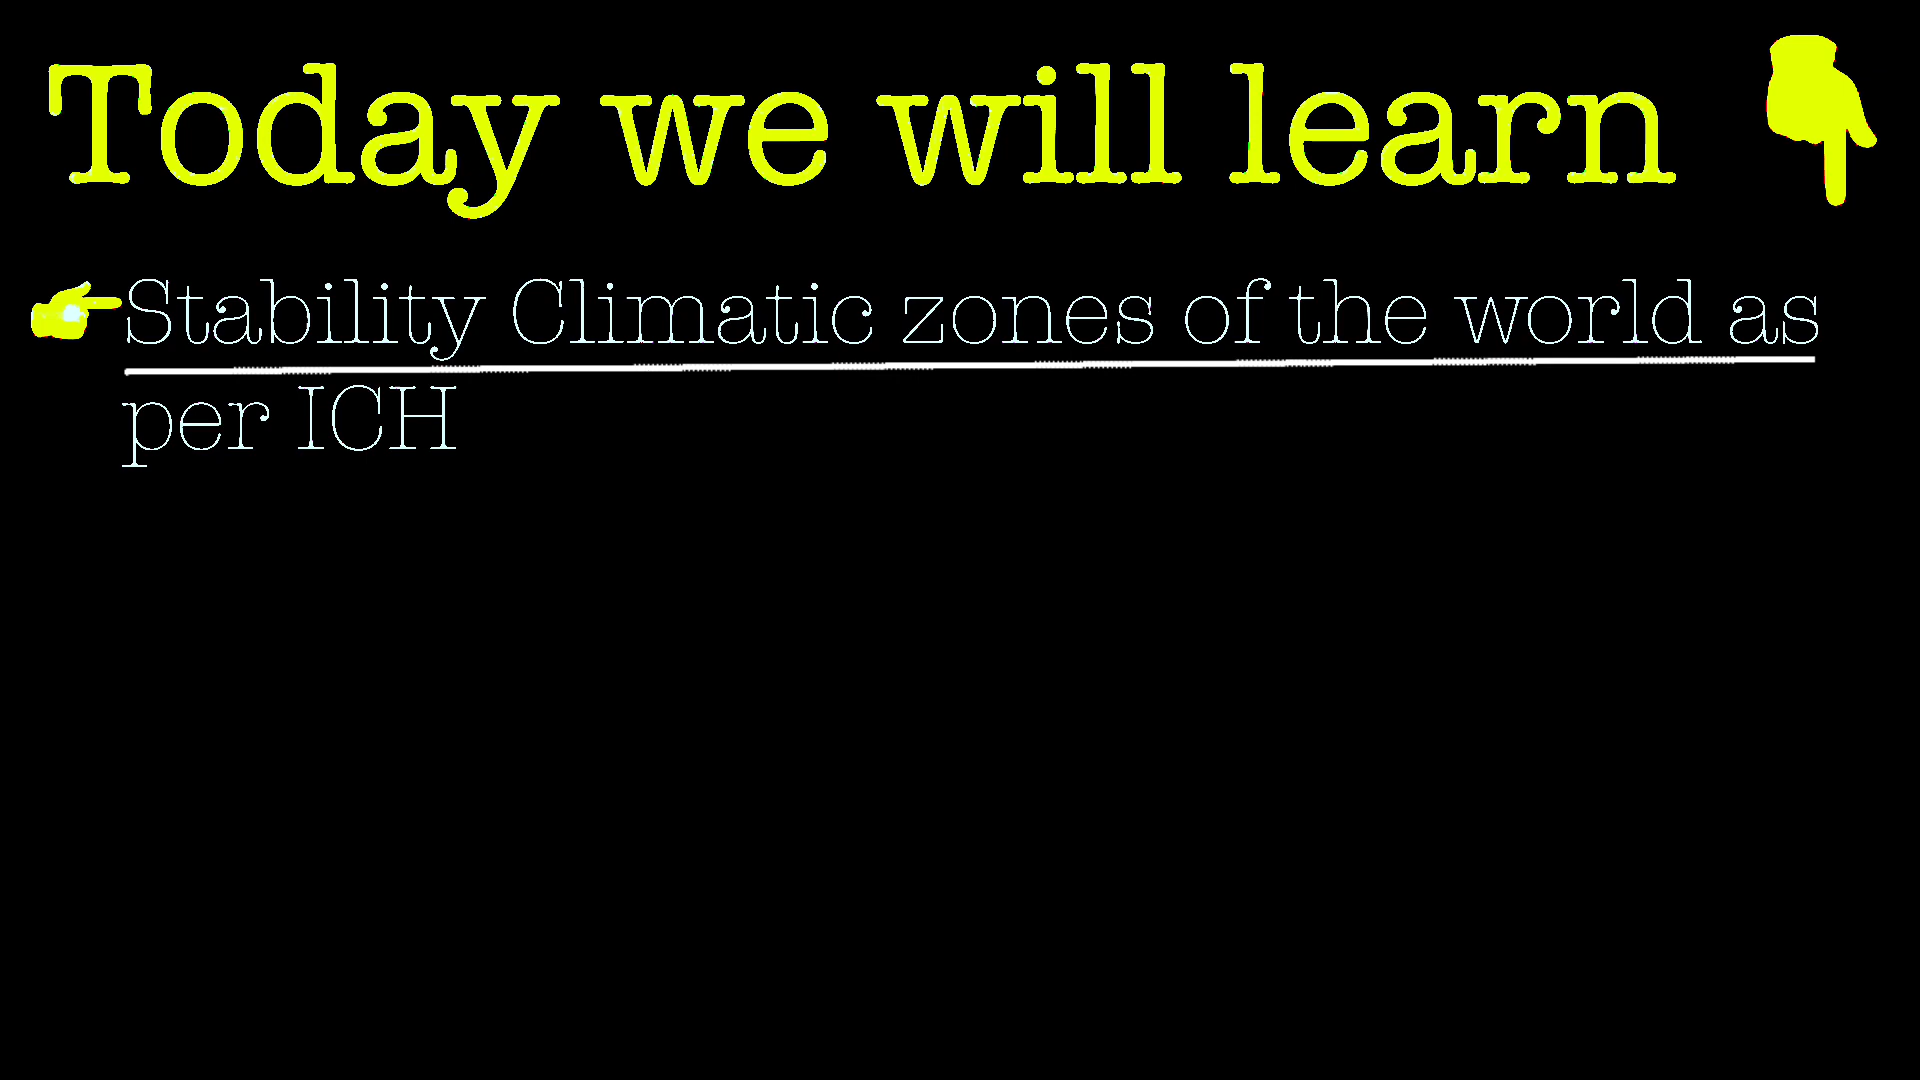 Today we will learn
Stability Climatic zones of the world as
per ICH